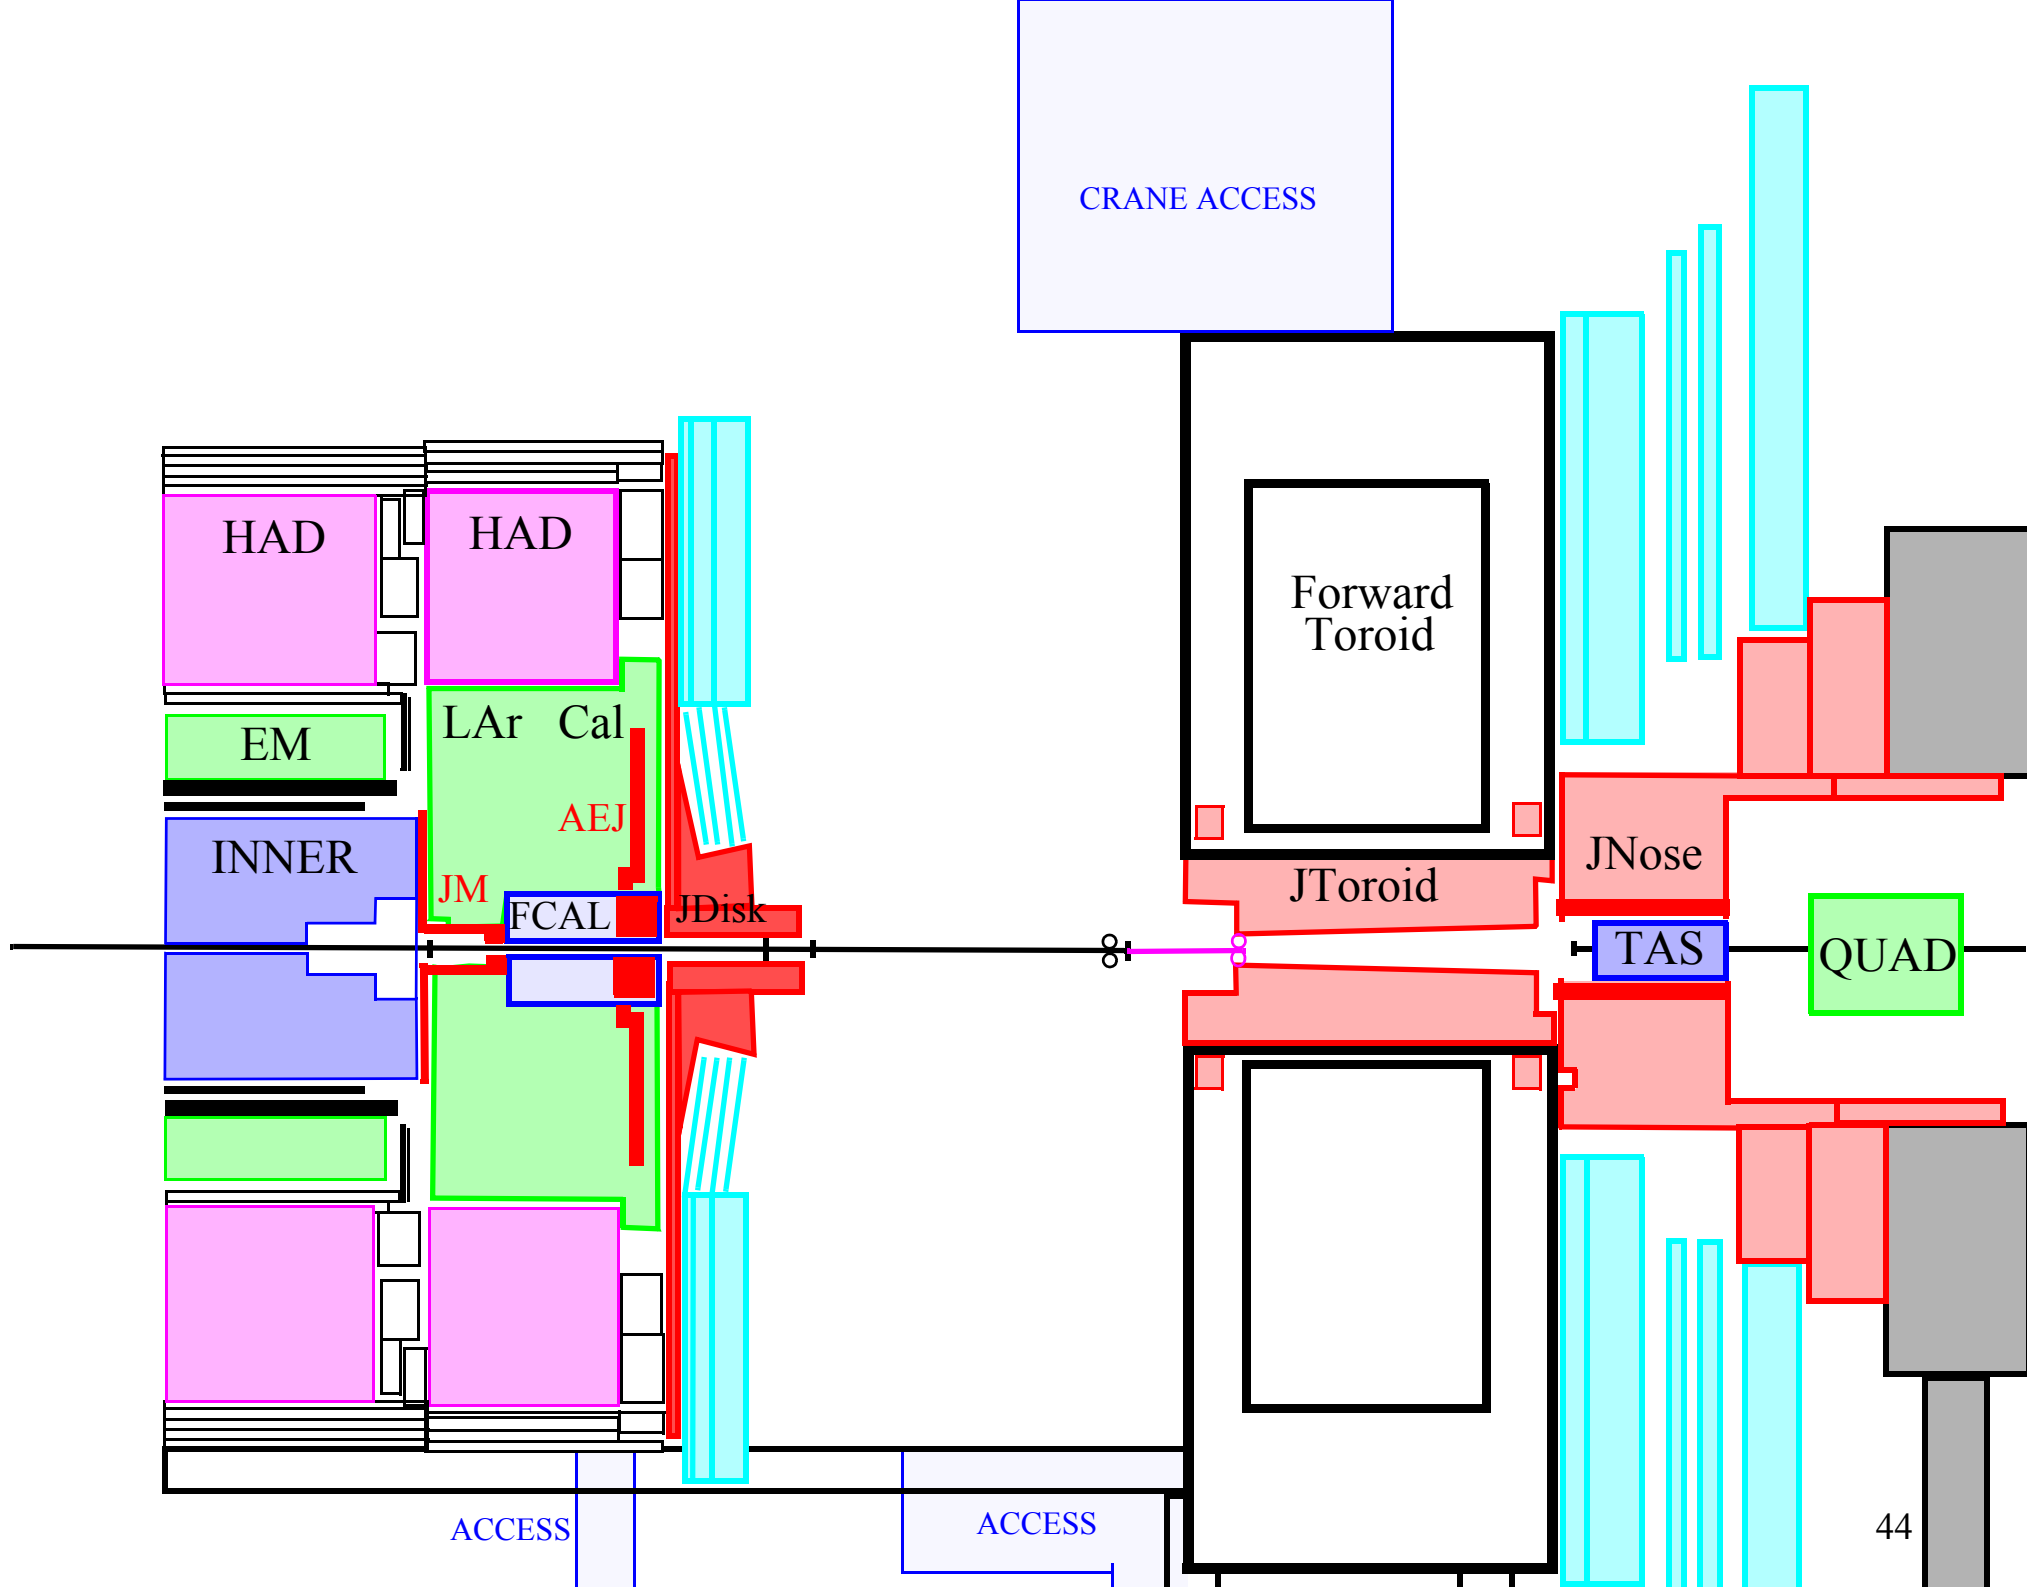 CRANE ACCESS
HAD
HAD
Forward
Toroid
LAr Cal
EM
AEJ
INNER
JM
JNose
JToroid
FCAL
JDisk
TAS
QUAD
ACCESS
ACCESS
44